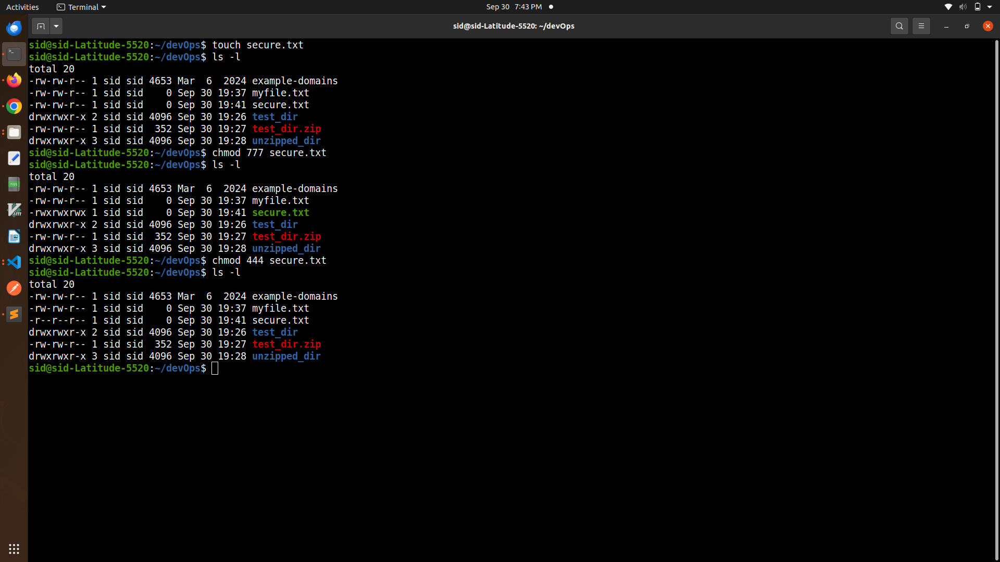 Activities Terminal Sep 30 7:43 PM
sid@sid-Latitude-5520: ~/devOps
sid@sid-Latitude-5520:~/devOps$ touch secure.txt
sid@sid-Latitude-5520:~/devOps$ ls -l
total 20
-rw-rw-r-- 1 sid sid 4653 Mar  6  2024 example-domains
-rw-rw-r-- 1 sid sid    0 Sep 30 19:37 myfile.txt
-rw-rw-r-- 1 sid sid    0 Sep 30 19:41 secure.txt
drwxrwxr-x 2 sid sid 4096 Sep 30 19:26 test_dir
-rw-rw-r-- 1 sid sid  352 Sep 30 19:27 test_dir.zip
drwxrwxr-x 3 sid sid 4096 Sep 30 19:28 unzipped_dir
sid@sid-Latitude-5520:~/devOps$ chmod 777 secure.txt
sid@sid-Latitude-5520:~/devOps$ ls -l
total 20
-rw-rw-r-- 1 sid sid 4653 Mar  6  2024 example-domains
-rw-rw-r-- 1 sid sid    0 Sep 30 19:37 myfile.txt
-rwxrwxrwx 1 sid sid    0 Sep 30 19:41 secure.txt
drwxrwxr-x 2 sid sid 4096 Sep 30 19:26 test_dir
-rw-rw-r-- 1 sid sid  352 Sep 30 19:27 test_dir.zip
drwxrwxr-x 3 sid sid 4096 Sep 30 19:28 unzipped_dir
sid@sid-Latitude-5520:~/devOps$ chmod 444 secure.txt
sid@sid-Latitude-5520:~/devOps$ ls -l
total 20
-rw-rw-r-- 1 sid sid 4653 Mar  6  2024 example-domains
-rw-rw-r-- 1 sid sid    0 Sep 30 19:37 myfile.txt
-r--r--r-- 1 sid sid    0 Sep 30 19:41 secure.txt
drwxrwxr-x 2 sid sid 4096 Sep 30 19:26 test_dir
-rw-rw-r-- 1 sid sid  352 Sep 30 19:27 test_dir.zip
drwxrwxr-x 3 sid sid 4096 Sep 30 19:28 unzipped_dir
sid@sid-Latitude-5520:~/devOps$
nqq
Vim